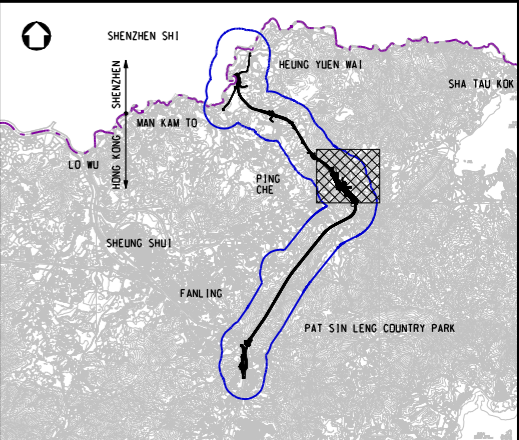 SHENZHEN SHI
HEUNG YUEN WAI
SHENZHEN
SHA TAU KOK
MAN KAM TO
LO WU
HONG KONG
PING
CHE
SHEUNG SHUI
FANLING
PAT SIN LENG COUNTRY PARK